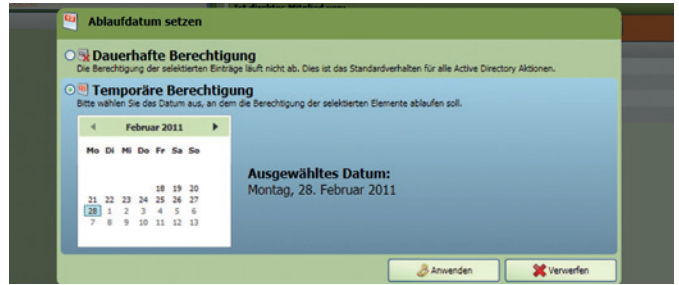 Ist direktes Mitglied von:
Ablaufdatum setzen
Dauerhafte Berechtigung
Die Berechtigung der selektierten Einträge läuft nicht ab. Dies ist das Standardverhalten für alle Active Directory Aktionen.
Temporäre Berechtigung
Bitte wählen Sie das Datum aus, an dem die Berechtigung der selektierten Elemente ablaufen soll.
Februar 2011
Mo Di Mi Do Fr Sa So
18 19 20
21 22 23 24 25 26 27
28 1 2 3 4 5 6
7 8 9 10 11 12 13
Ausgewähltes Datum:
Montag, 28. Februar 2011
Anwenden
Verwerfen